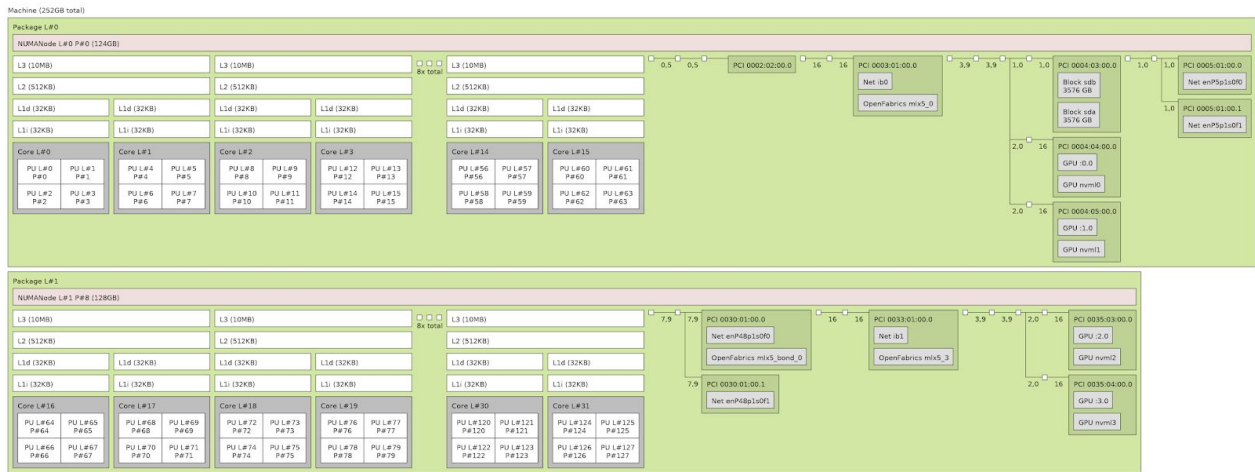 Machine (252GB total)
Package L#0
NUMANode L#0 P#0 (124GB)
L3 (10MB) L3 (10MB) 8x total L3 (10MB)
L2 (512KB) L2 (512KB) L2 (512KB)
L1d (32KB) L1d (32KB) L1d (32KB) L1d (32KB) L1d (32KB) L1d (32KB)
L1i (32KB) L1i (32KB) L1i (32KB) L1i (32KB) L1i (32KB) L1i (32KB)
Core L#0 Core L#1 Core L#2 Core L#3 Core L#14 Core L#15
PU L#0 PU L#1 PU L#4 PU L#5 PU L#8 PU L#9 PU L#12 PU L#13 PU L#56 PU L#57 PU L#60 PU L#61
P#0 P#1 P#4 P#5 P#8 P#9 P#12 P#13 P#56 P#57 P#60 P#61
PU L#2 PU L#3 PU L#6 PU L#7 PU L#10 PU L#11 PU L#14 PU L#15 PU L#58 PU L#59 PU L#62 PU L#63
P#2 P#3 P#6 P#7 P#10 P#11 P#14 P#15 P#58 P#59 P#62 P#63
0,5 0,5 PCI 0002:02:00.0
16 16 PCI 0003:01:00.0
Net ib0
OpenFabrics mlx5_0
3,9 3,9 1,0 1,0 PCI 0004:03:00.0
Block sdb
3576 GB
Block sda
3576 GB
2,0 16 PCI 0004:04:00.0
GPU :0.0
GPU nvml0
2,0 16 PCI 0004:05:00.0
GPU :1.0
GPU nvml1
1,0 1,0 PCI 0005:01:00.0
Net enP5p1s0f0
1,0 PCI 0005:01:00.1
Net enP5p1s0f1
Package L#1
NUMANode L#1 P#8 (128GB)
L3 (10MB) L3 (10MB) 8x total L3 (10MB)
L2 (512KB) L2 (512KB) L2 (512KB)
L1d (32KB) L1d (32KB) L1d (32KB) L1d (32KB) L1d (32KB) L1d (32KB)
L1i (32KB) L1i (32KB) L1i (32KB) L1i (32KB) L1i (32KB) L1i (32KB)
Core L#16 Core L#17 Core L#18 Core L#19 Core L#30 Core L#31
PU L#64 PU L#65 PU L#68 PU L#69 PU L#72 PU L#73 PU L#76 PU L#77 PU L#120 PU L#121 PU L#124 PU L#125
P#64 P#65 P#68 P#69 P#72 P#73 P#76 P#77 P#120 P#121 P#124 P#125
PU L#66 PU L#67 PU L#70 PU L#71 PU L#74 PU L#75 PU L#78 PU L#79 PU L#122 PU L#123 PU L#126 PU L#127
P#66 P#67 P#70 P#71 P#74 P#75 P#78 P#79 P#122 P#123 P#126 P#127
7,9 7,9 PCI 0030:01:00.0
Net enP48p1s0f0
OpenFabrics mlx5_bond_0
7,9 PCI 0030:01:00.1
Net enP48p1s0f1
16 16 PCI 0033:01:00.0
Net ib1
OpenFabrics mlx5_3
3,9 3,9 2,0 16 PCI 0035:03:00.0
GPU :2.0
GPU nvml2
2,0 16 PCI 0035:04:00.0
GPU :3.0
GPU nvml3